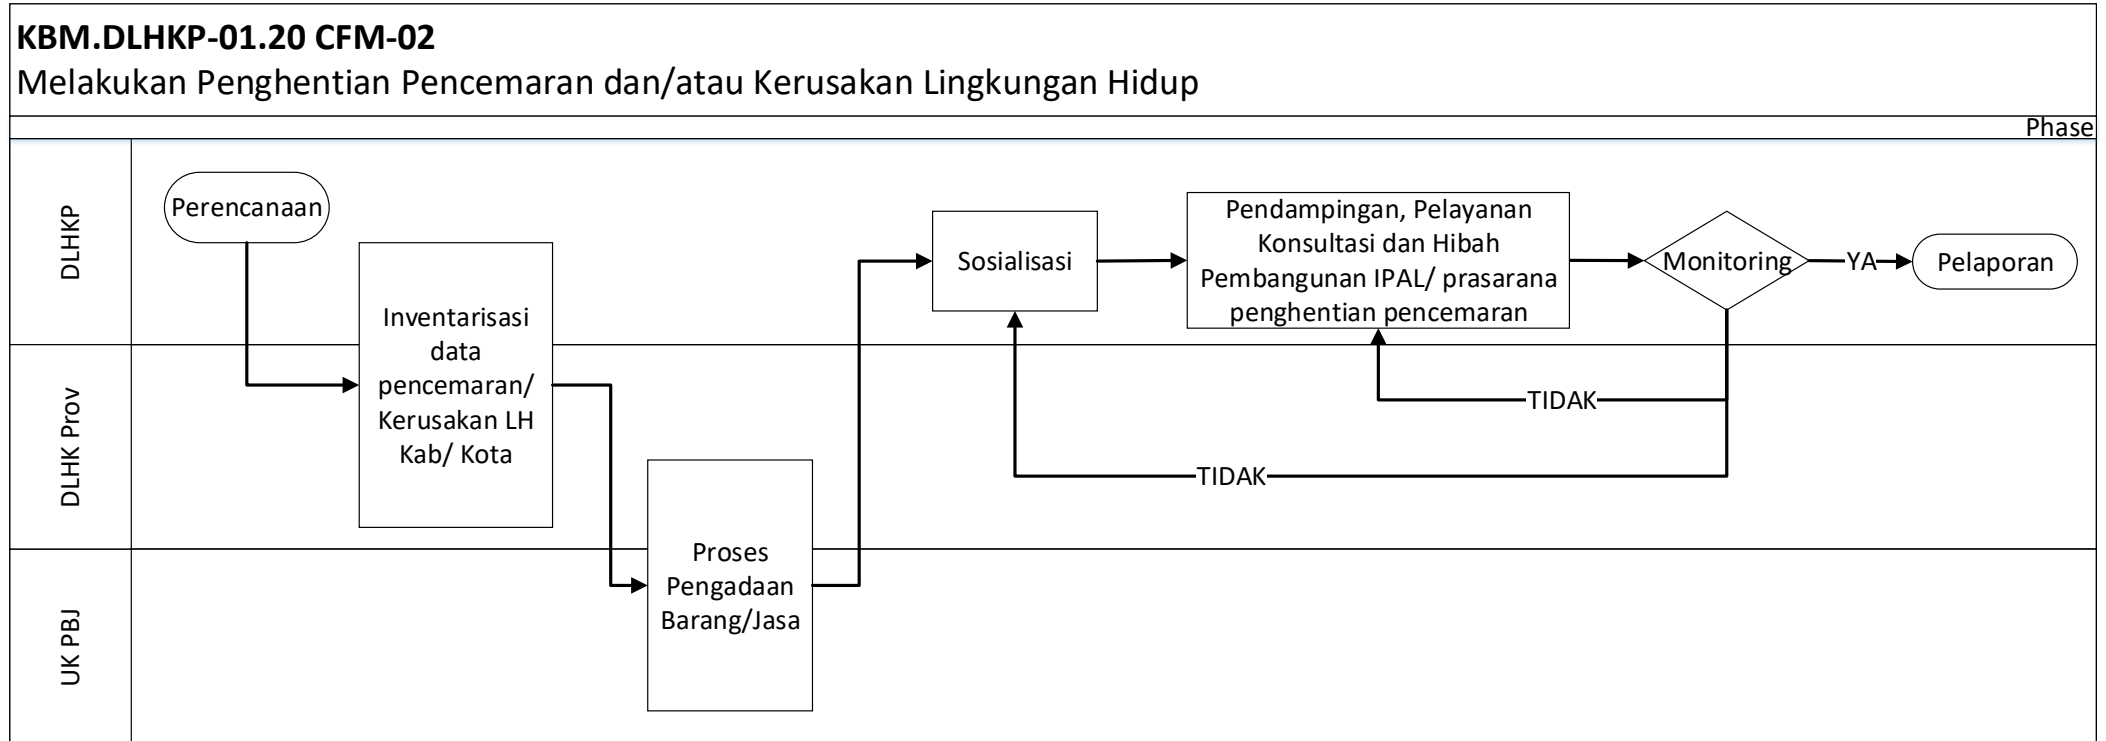 KBM.DLHKP-01.20 CFM-02
Melakukan Penghentian Pencemaran dan/atau Kerusakan Lingkungan Hidup
Phase
DLHKP
Perencanaan
Inventarisasi
data
pencemaran/
Kerusakan LH
Kab/ Kota
Sosialisasi
Pendampingan, Pelayanan
Konsultasi dan Hibah
Pembangunan IPAL/ prasarana
penghentian pencemaran
Monitoring
YA
Pelaporan
DLHK Prov
TIDAK
TIDAK
Proses
Pengadaan
Barang/Jasa
UK PBJ